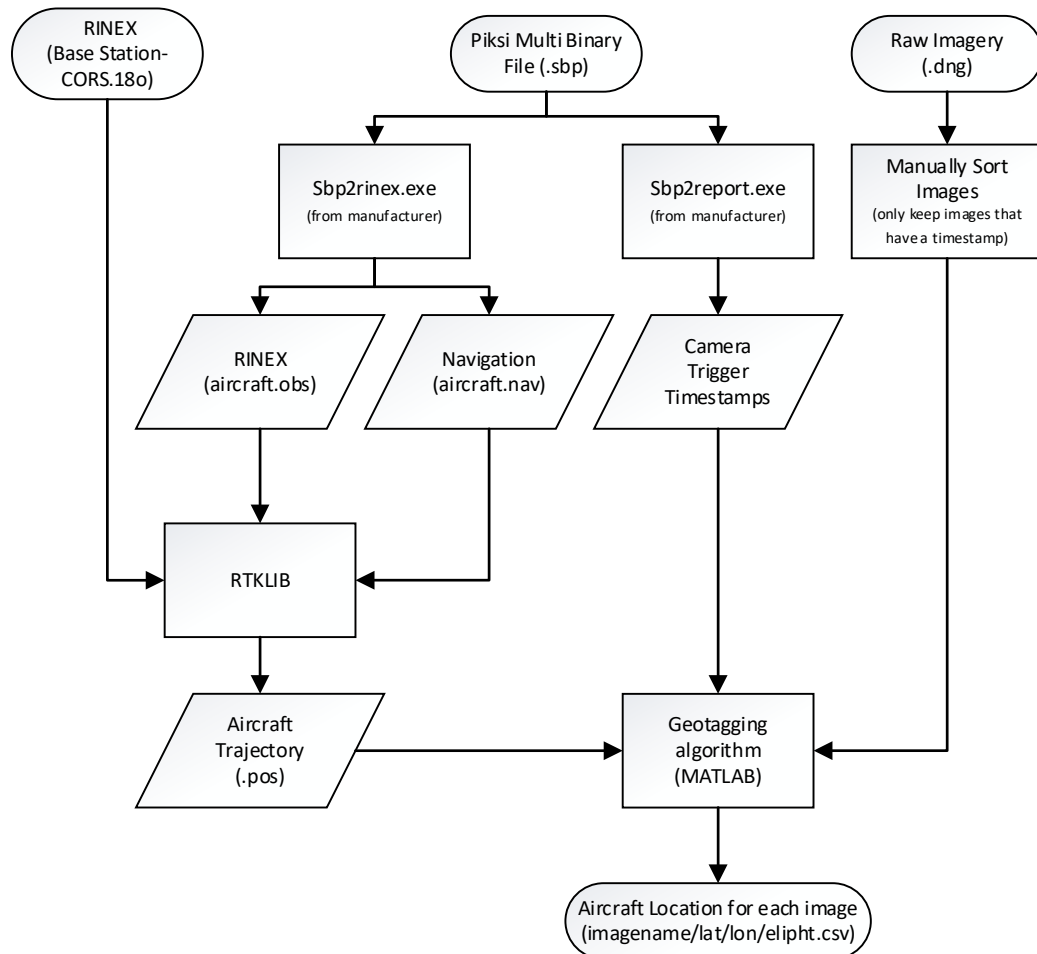 RINEX
(Base Station-
CORS.18o)
Piksi Multi Binary
File (.sbp)
Raw Imagery
(.dng)
Sbp2rinex.exe
(from manufacturer)
Sbp2report.exe
(from manufacturer)
Manually Sort
Images
(only keep images that
have a timestamp)
RINEX
(aircraft.obs)
Navigation
(aircraft.nav)
Camera
Trigger
Timestamps
RTKLIB
Aircraft
Trajectory
(.pos)
Geotagging
algorithm
(MATLAB)
Aircraft Location for each image
(imagename/lat/lon/elipht.csv)